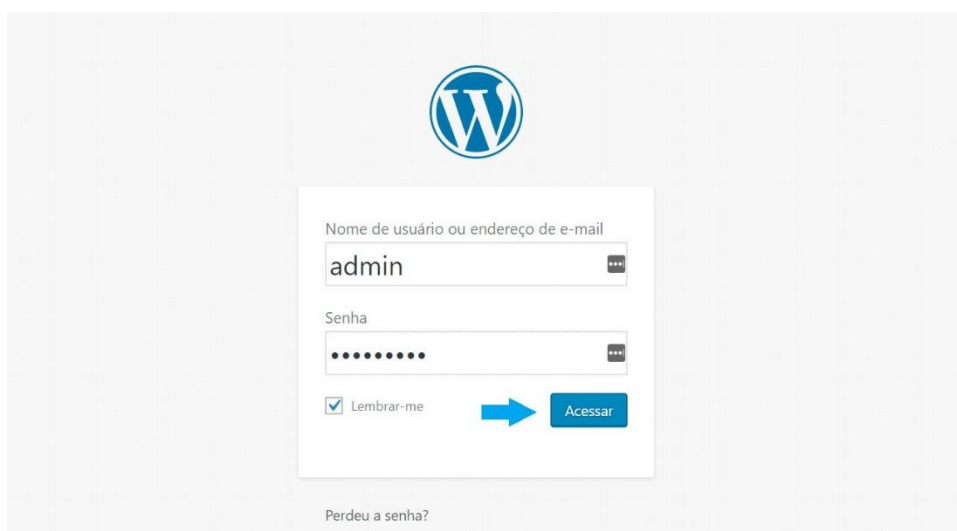 Nome de usuário ou endereço de e-mail
admin
Senha
•••••••••
Lembrar-me
Acessar
Perdeu a senha?